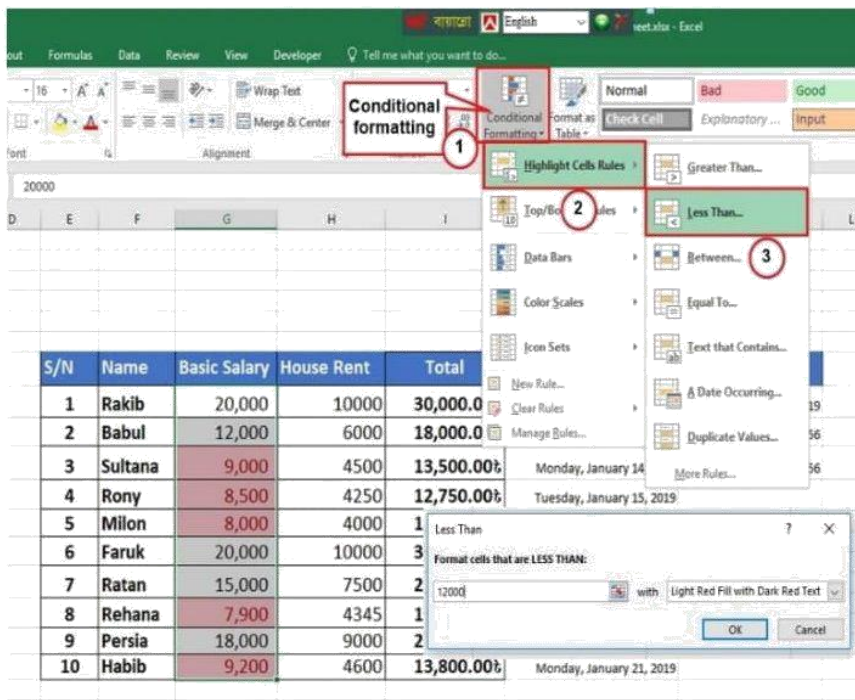 বায়ান্নো English neet.xlsx - Excel
out Formulas Data Review View Developer Tell me what you want to do...
16 A A Wrap Text
Merge & Center
Conditional formatting
1
Conditional Formatting
Format as Table
Normal Bad Good
Check Cell Explanatory ... Input
Font Alignment
20000
D E F G H I L
Highlight Cells Rules
2
Top/Bo ules
Data Bars
Color Scales
Icon Sets
New Rule...
Clear Rules
Manage Rules...
Greater Than...
Less Than...
3
Between...
Equal To...
Text that Contains...
A Date Occurring...
Duplicate Values...
More Rules...
S/N Name Basic Salary House Rent Total
1 Rakib 20,000 10000 30,000.0 19
2 Babul 12,000 6000 18,000.0 56
3 Sultana 9,000 4500 13,500.00৳ Monday, January 14 56
4 Rony 8,500 4250 12,750.00৳ Tuesday, January 15, 2019
5 Milon 8,000 4000 1
6 Faruk 20,000 10000 3
7 Ratan 15,000 7500 2
8 Rehana 7,900 4345 1
9 Persia 18,000 9000 2
10 Habib 9,200 4600 13,800.00৳ Monday, January 21, 2019
Less Than ? X
Format cells that are LESS THAN:
12000 with Light Red Fill with Dark Red Text
OK Cancel